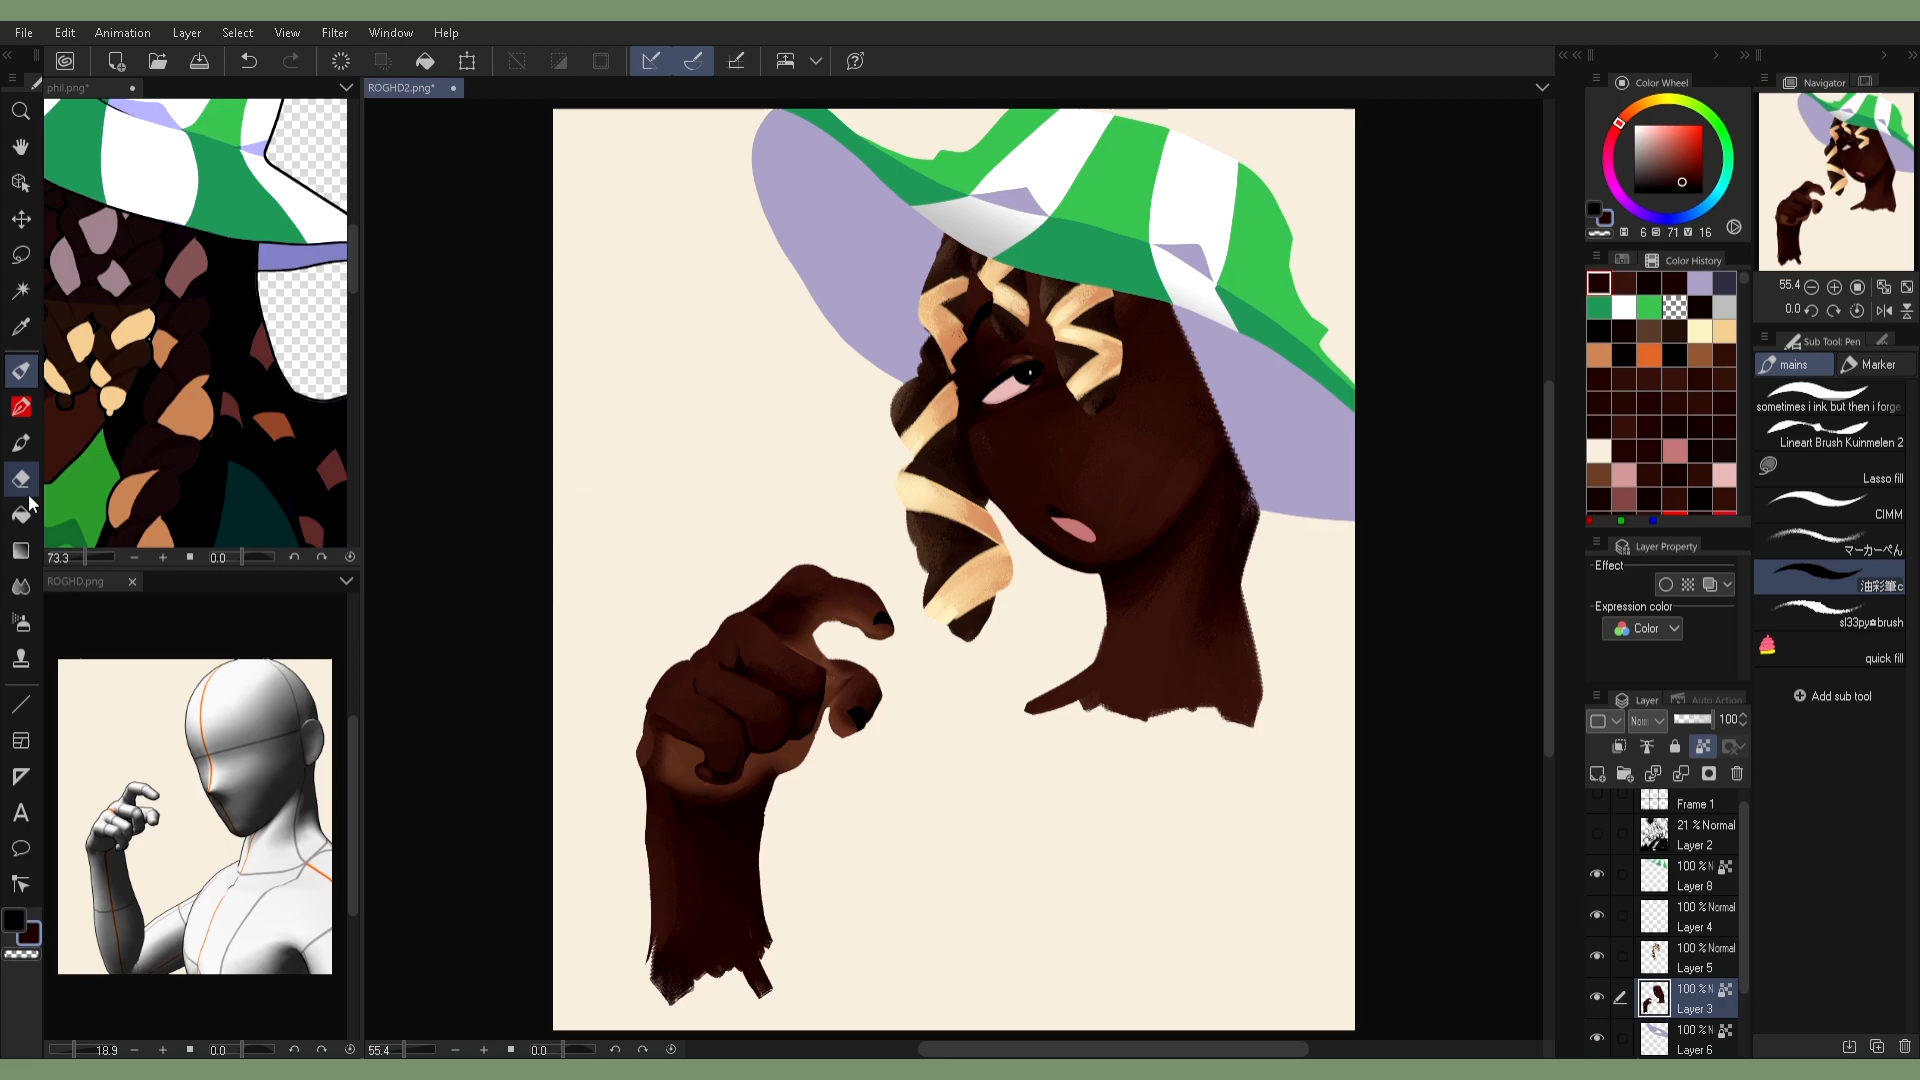 File Edit Animation Layer Select View Filter Window Help
phil.png*
ROGHD2.png*
Color Wheel
Navigator
6 71 16
Color History
55.4
0.0
Sub Tool: Pen
mains
Marker
sometimes i ink but then i forge
Lineart Brush Kuinmelen 2
Lasso fill
CIMM
マーカーぺん
油彩筆c
sl33py brush
quick fill
Add sub tool
Layer Property
Effect
Expression color
Color
Layer
Auto Action
Norm
100
Frame 1
21 % Normal
Layer 2
100 % N
Layer 8
100 % Normal
Layer 4
100 % Normal
Layer 5
100 % N
Layer 3
100 % N
Layer 6
73.3
0.0
ROGHD.png
18.9
0.0
55.4
0.0